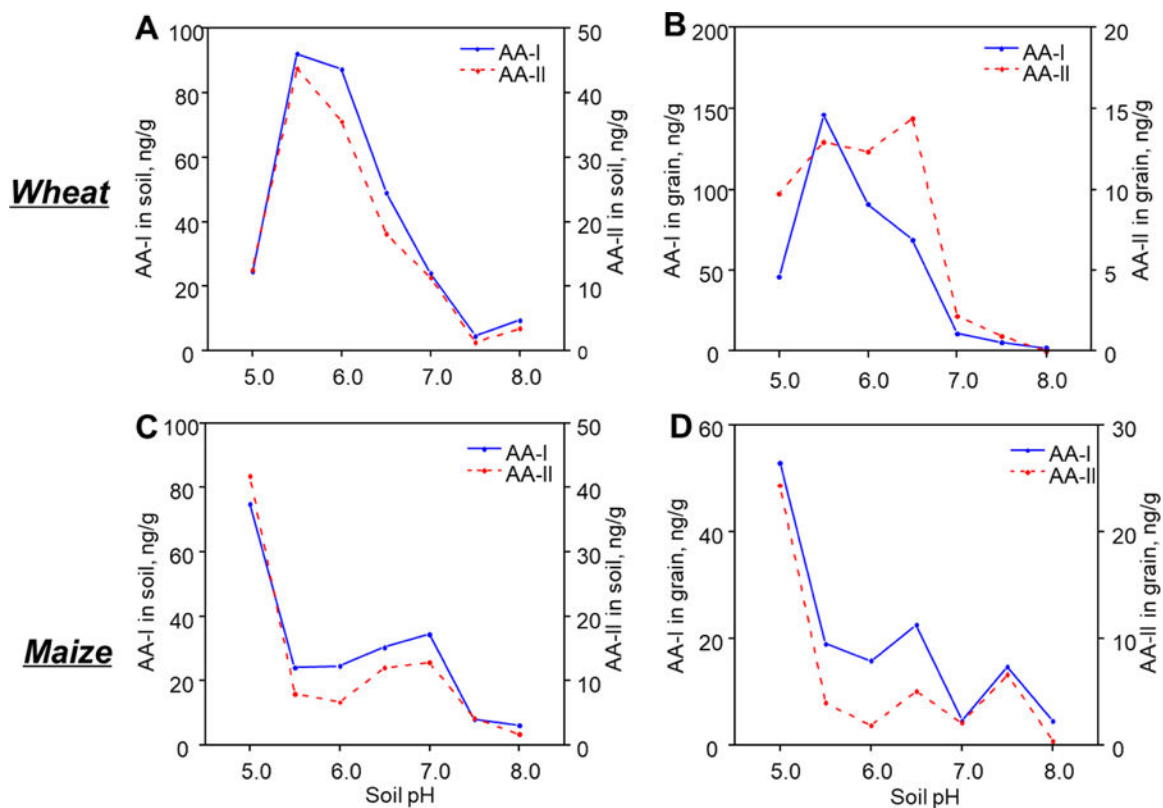 A
100
80
60
40
20
0
AA-I in soil, ng/g
50
40
30
20
10
0
AA-II in soil, ng/g
AA-I
AA-II
5.0 6.0 7.0 8.0
B
200
150
100
50
0
AA-I in grain, ng/g
20
15
10
5
0
AA-II in grain, ng/g
AA-I
AA-II
5.0 6.0 7.0 8.0
Wheat
C
100
80
60
40
20
0
AA-I in soil, ng/g
50
40
30
20
10
0
AA-II in soil, ng/g
AA-I
AA-II
5.0 6.0 7.0 8.0
Soil pH
D
60
40
20
0
AA-I in grain, ng/g
30
20
10
0
AA-II in grain, ng/g
AA-I
AA-II
5.0 6.0 7.0 8.0
Soil pH
Maize